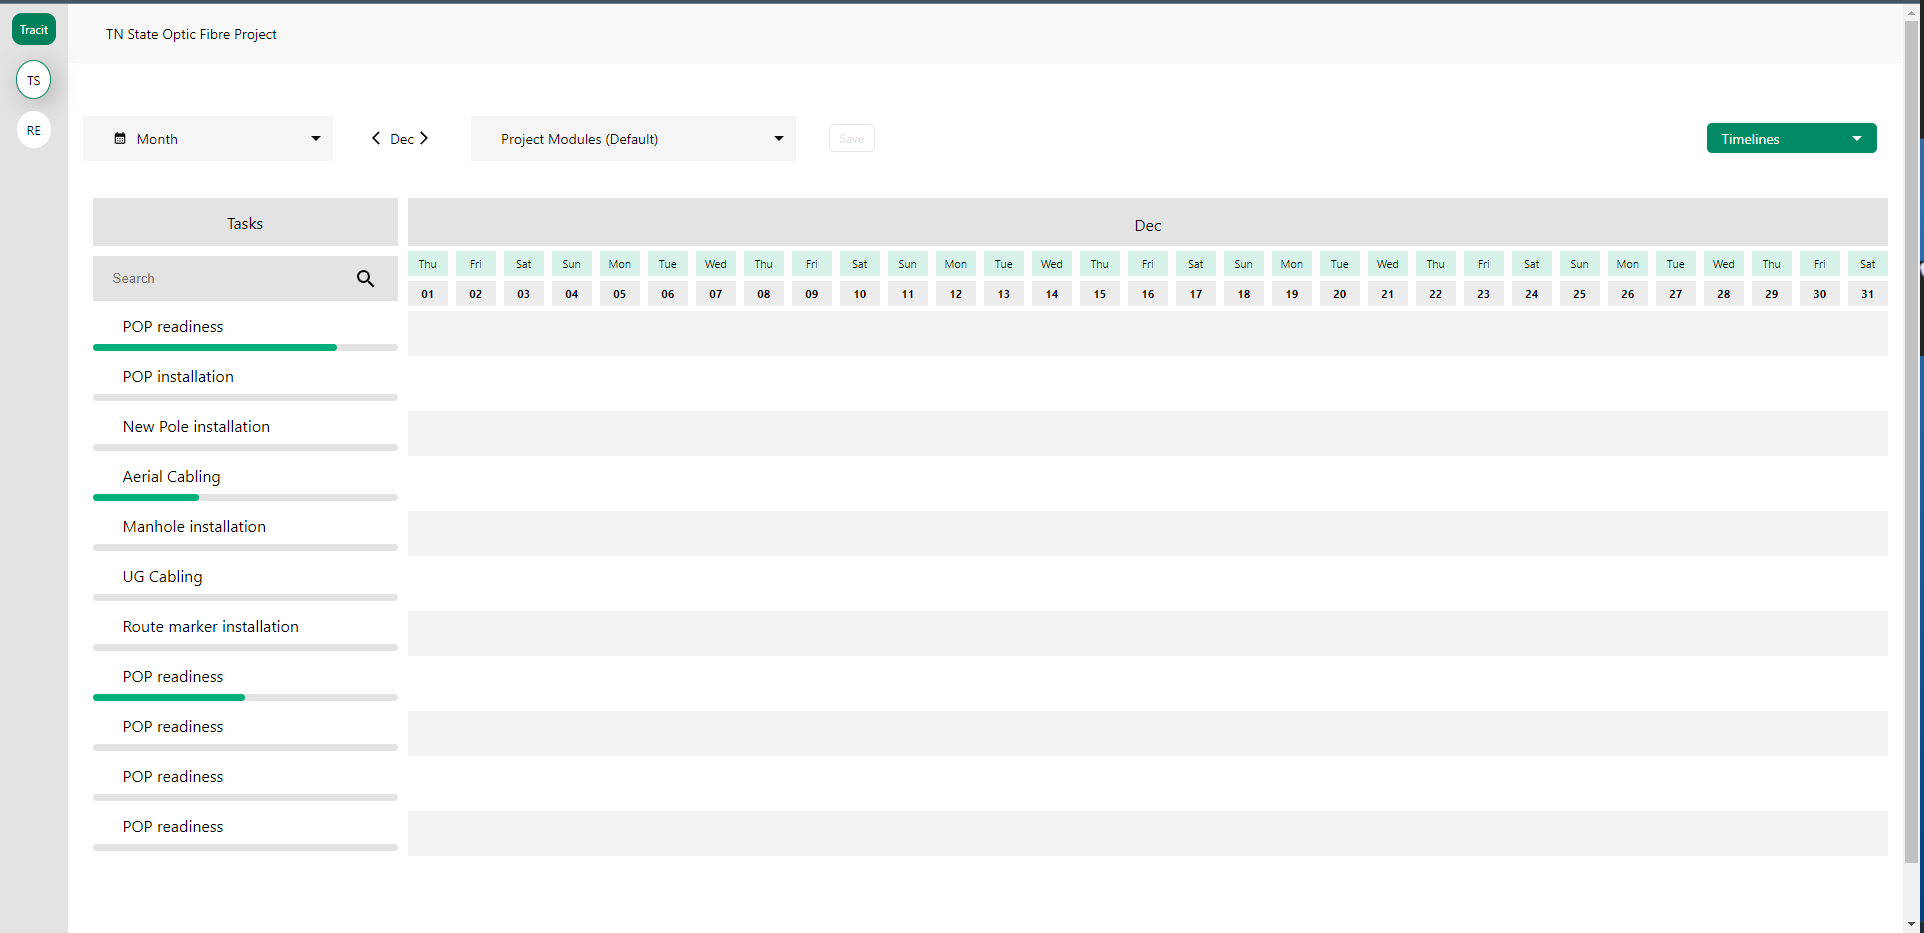 Tracit
TS
RE
TN State Optic Fibre Project
Month
Dec
Project Modules (Default)
Save
Timelines
Tasks
Dec
Search
Thu Fri Sat Sun Mon Tue Wed Thu Fri Sat Sun Mon Tue Wed Thu Fri Sat Sun Mon Tue Wed Thu Fri Sat Sun Mon Tue Wed Thu Fri Sat
01 02 03 04 05 06 07 08 09 10 11 12 13 14 15 16 17 18 19 20 21 22 23 24 25 26 27 28 29 30 31
POP readiness
POP installation
New Pole installation
Aerial Cabling
Manhole installation
UG Cabling
Route marker installation
POP readiness
POP readiness
POP readiness
POP readiness